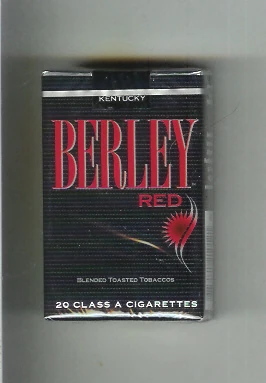 KENTUCKY
BERLEY
RED
BLENDED TOASTED TOBACCOS
20 CLASS A CIGARETTES